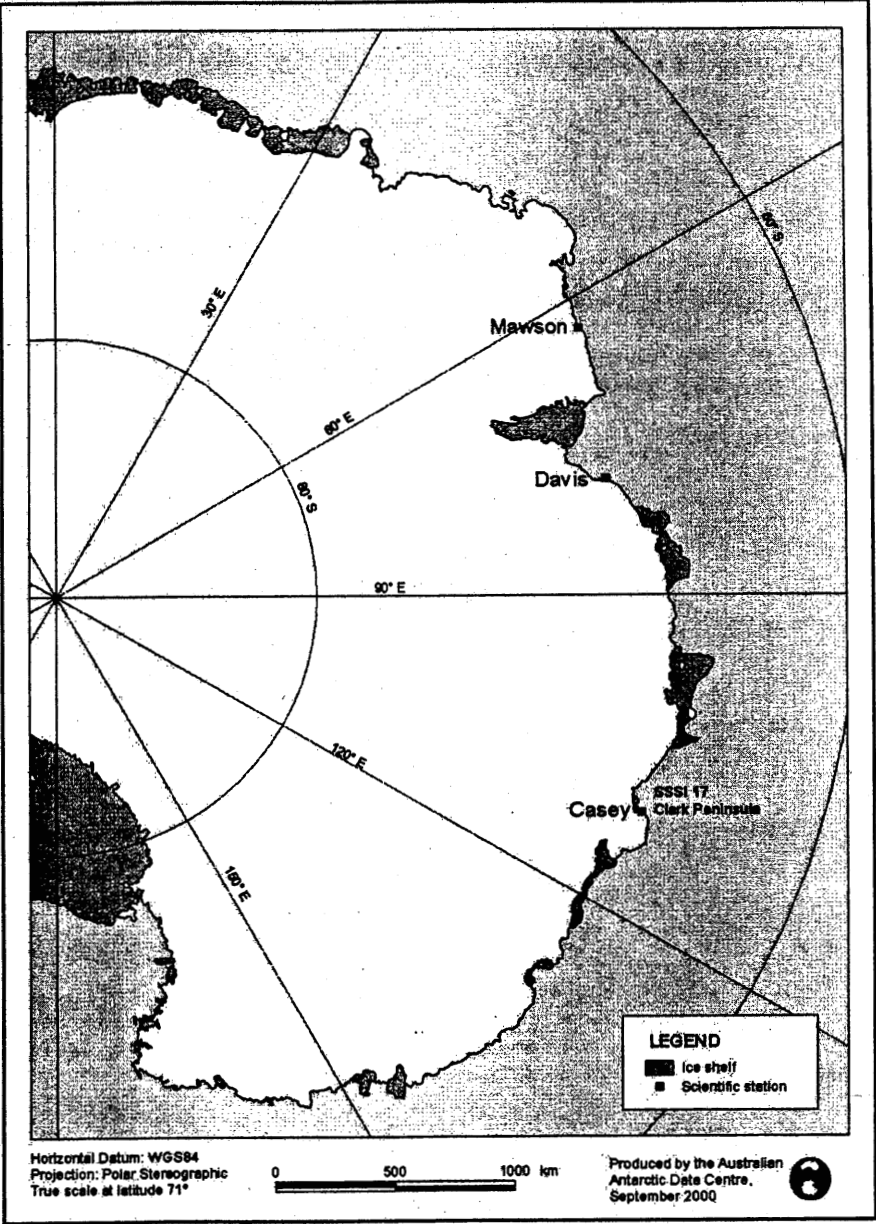 30° E
60° S
Mawson
60° E
80° S
Davis
90° E
120° E
SSSI 17
Casey Clark Peninsula
150° E
LEGEND
Ice shelf
Scientific station
Horizontal Datum: WGS84
Projection: Polar Stereographic
True scale at latitude 71°
0 500 1000 km
Produced by the Australian
Antarctic Data Centre,
September 2000